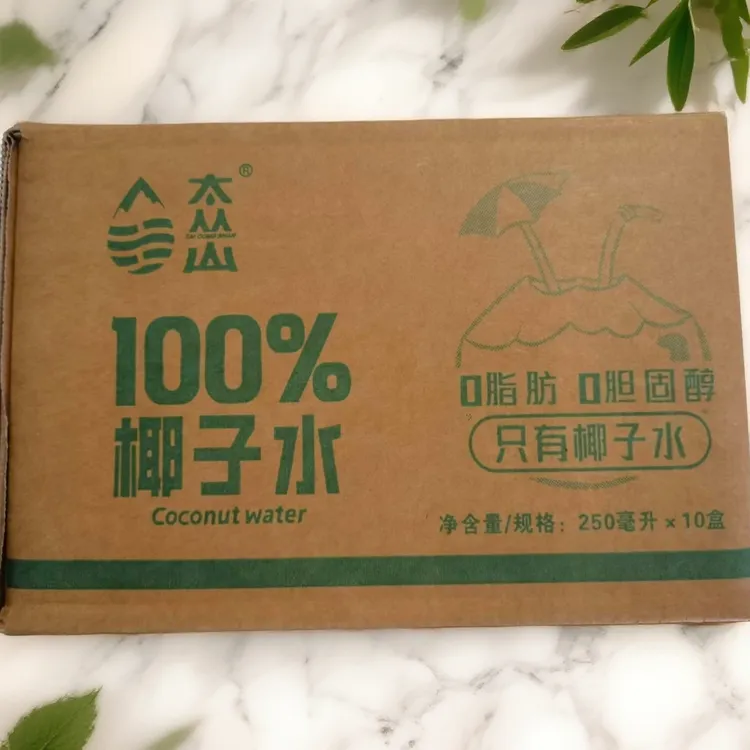 太丛山®
100%
椰子水
Coconut water
0脂肪 0胆固醇
只有椰子水
净含量/规格：250毫升×10盒